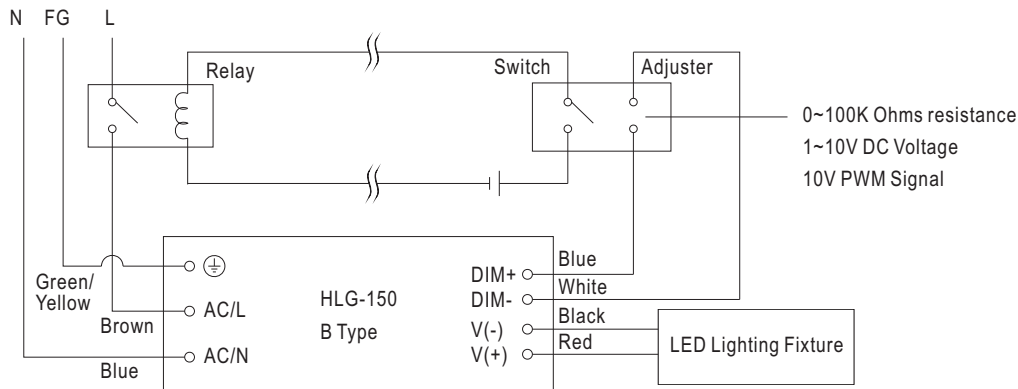 N FG L
Relay
Switch
Adjuster
0~100K Ohms resistance
1~10V DC Voltage
10V PWM Signal
Green/
Yellow
Brown
Blue
AC/L
AC/N
HLG-150
B Type
DIM+
DIM-
V(-)
V(+)
Blue
White
Black
Red
LED Lighting Fixture